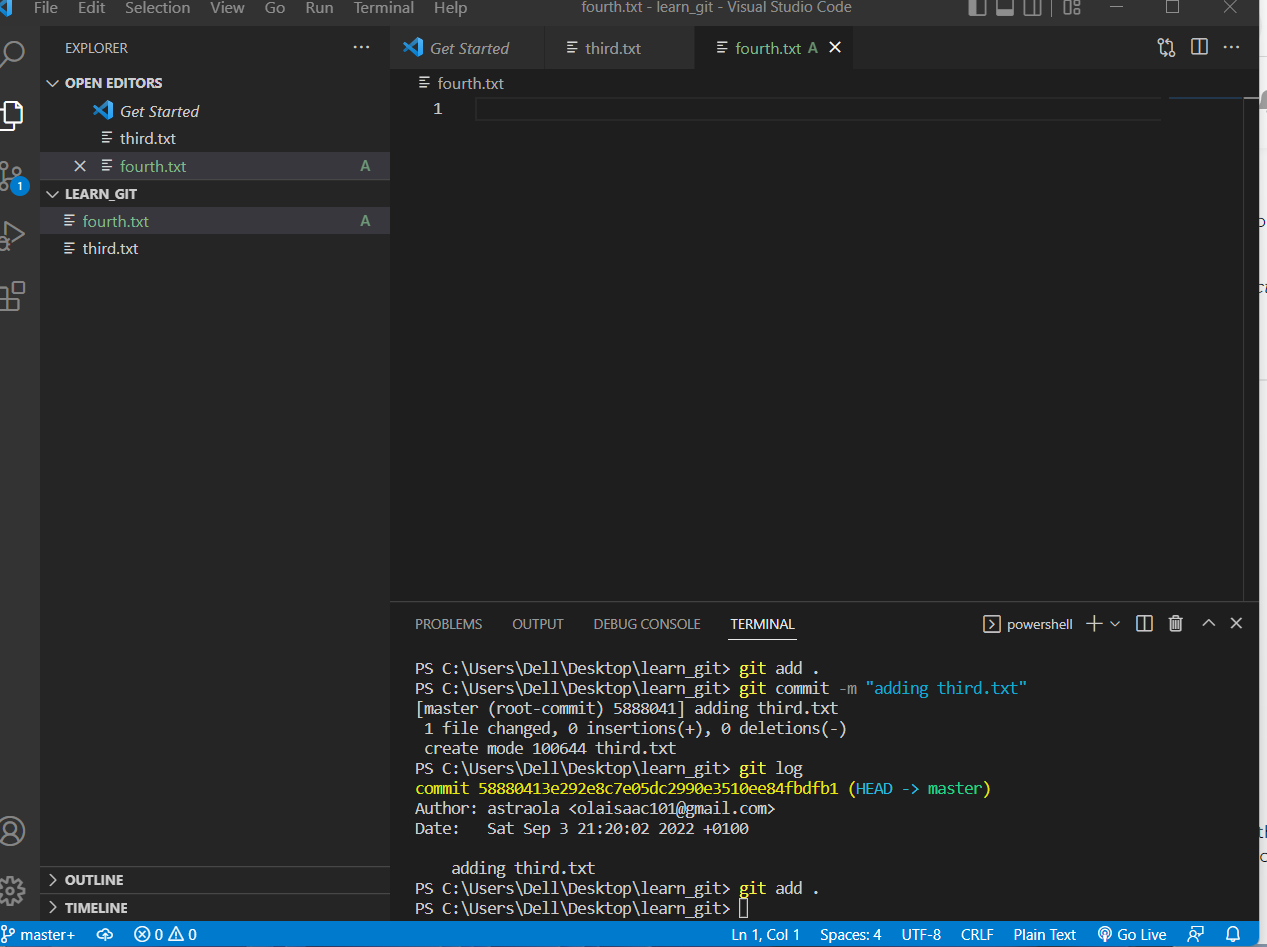 File Edit Selection View Go Run Terminal Help
fourth.txt - learn_git - Visual Studio Code
EXPLORER
OPEN EDITORS
Get Started
third.txt
fourth.txt A
LEARN_GIT
fourth.txt A
third.txt
OUTLINE
TIMELINE
1
Get Started third.txt fourth.txt A
fourth.txt
1
PROBLEMS OUTPUT DEBUG CONSOLE TERMINAL
powershell
PS C:\Users\Dell\Desktop\learn_git> git add .
PS C:\Users\Dell\Desktop\learn_git> git commit -m "adding third.txt"
[master (root-commit) 5888041] adding third.txt
1 file changed, 0 insertions(+), 0 deletions(-)
create mode 100644 third.txt
PS C:\Users\Dell\Desktop\learn_git> git log
commit 58880413e292e8c7e05dc2990e3510ee84fbdfb1 (HEAD -> master)
Author: astraola <olaisaac101@gmail.com>
Date: Sat Sep 3 21:20:02 2022 +0100
adding third.txt
PS C:\Users\Dell\Desktop\learn_git> git add .
PS C:\Users\Dell\Desktop\learn_git>
master+ 0 0
Ln 1, Col 1 Spaces: 4 UTF-8 CRLF Plain Text Go Live